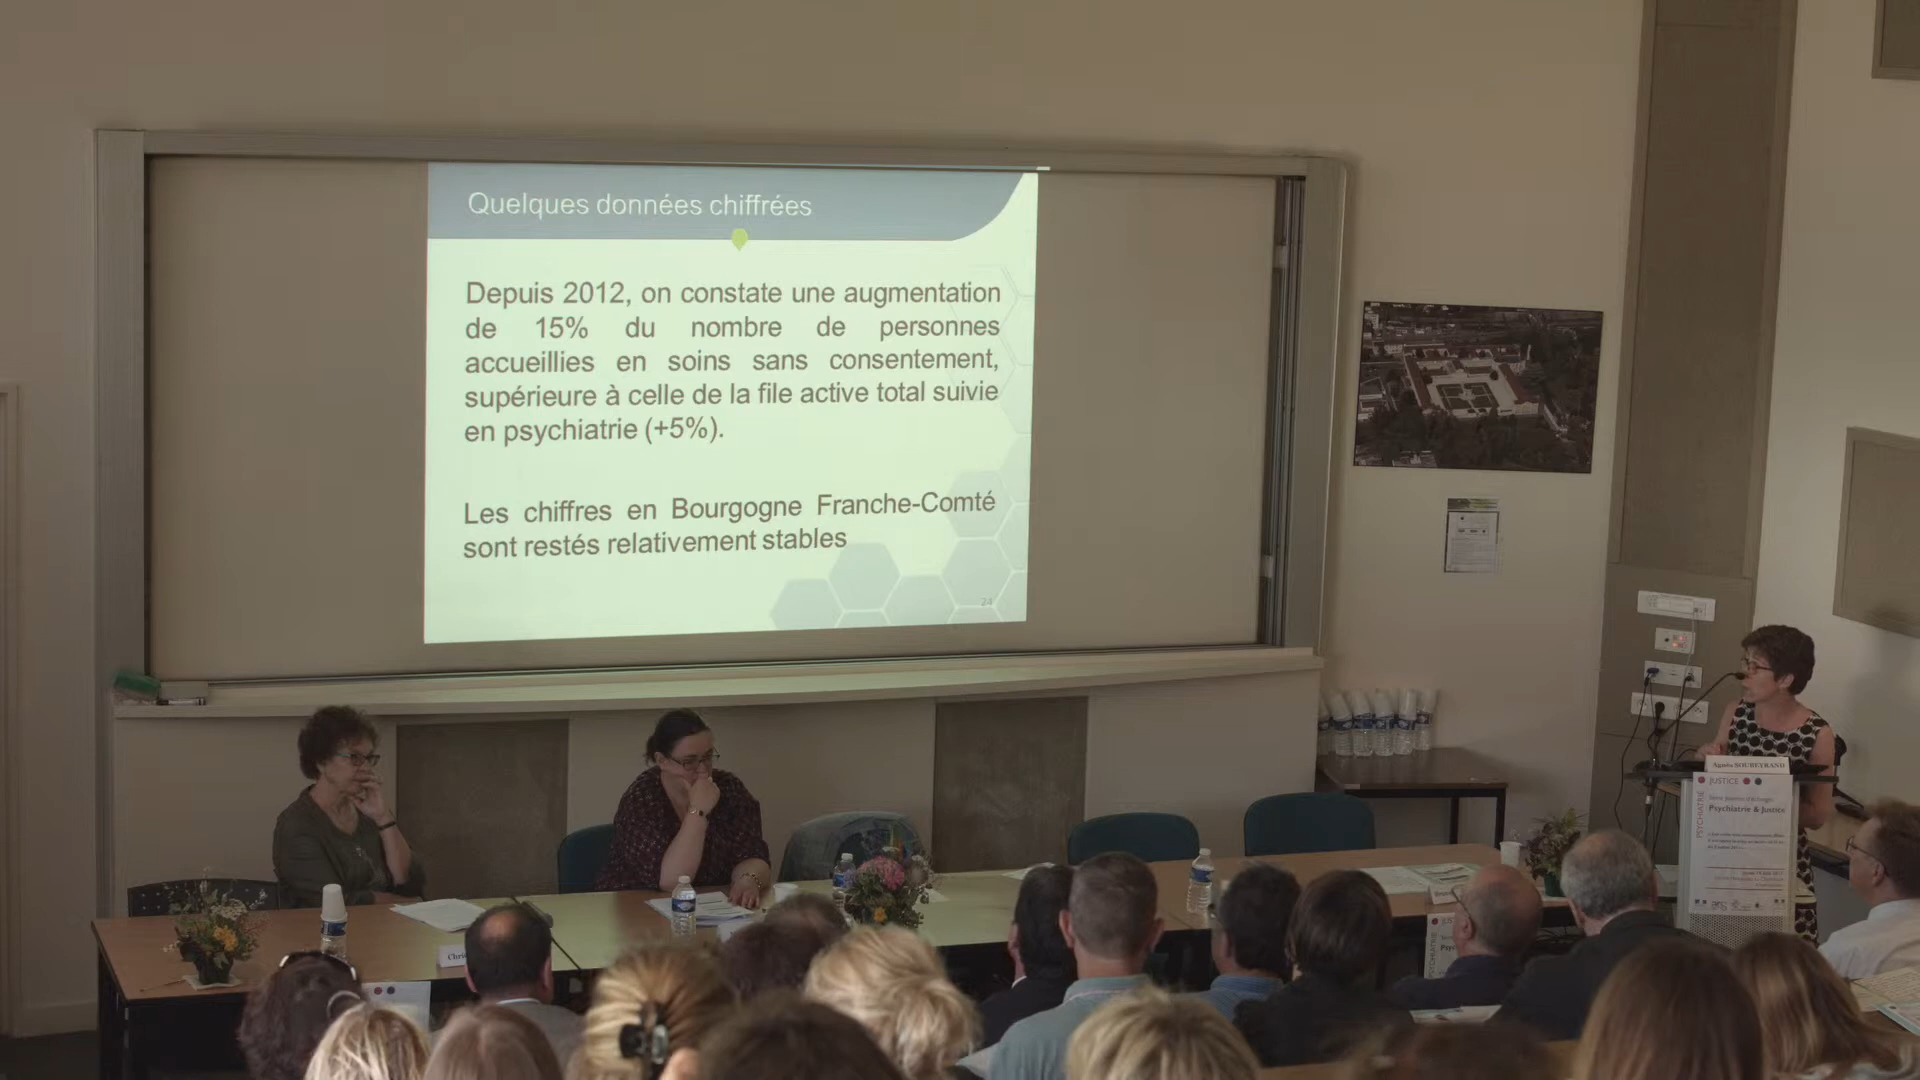 Quelques données chiffrées
Depuis 2012, on constate une augmentation
de 15% du nombre de personnes
accueillies en soins sans consentement,
supérieure à celle de la file active total suivie
en psychiatrie (+5%).
Les chiffres en Bourgogne Franche-Comté
sont restés relativement stables
24
Agnès SOUBEYRAND
JUSTICE
PSYCHIATRIE
Psychiatrie & Justice